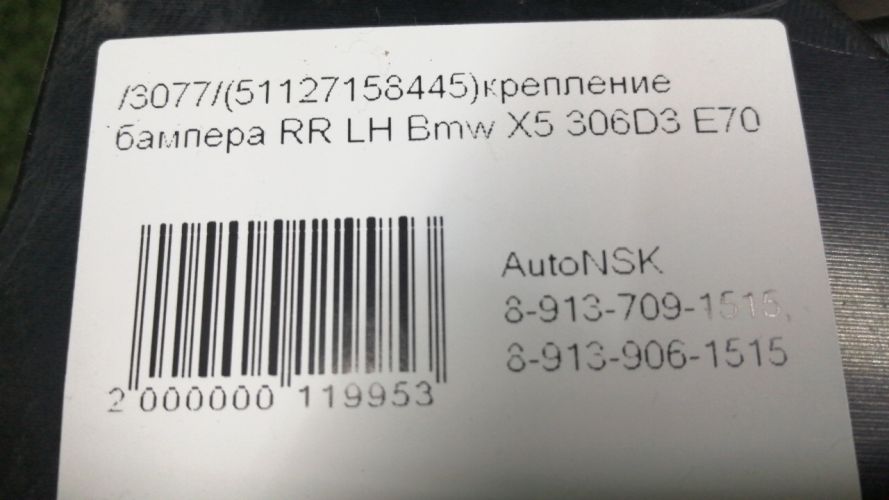 /3077/(51127158445)крепление
бампера RR LH Bmw X5 306D3 E70
AutoNSK
8-913-709-1515,
8-913-906-1515
2 000000 119953